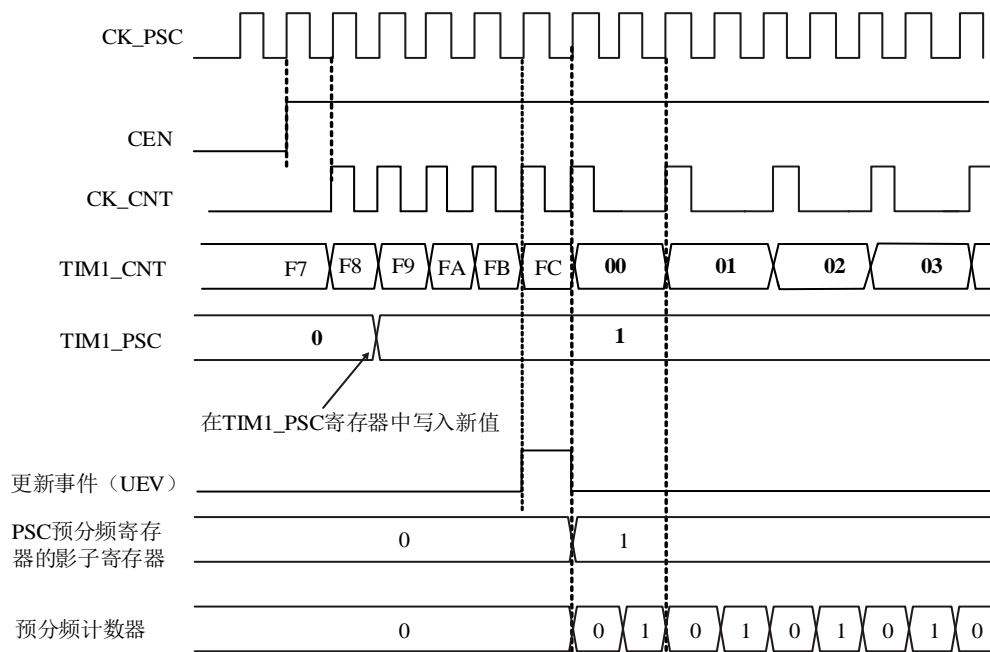 CK_PSC
CEN
CK_CNT
TIM1_CNT F7 F8 F9 FA FB FC 00 01 02 03
TIM1_PSC 0 1
在TIM1_PSC寄存器中写入新值
更新事件（UEV）
PSC预分频寄存
器的影子寄存器
0 1
预分频计数器 0 0 1 0 1 0 1 0 1 0